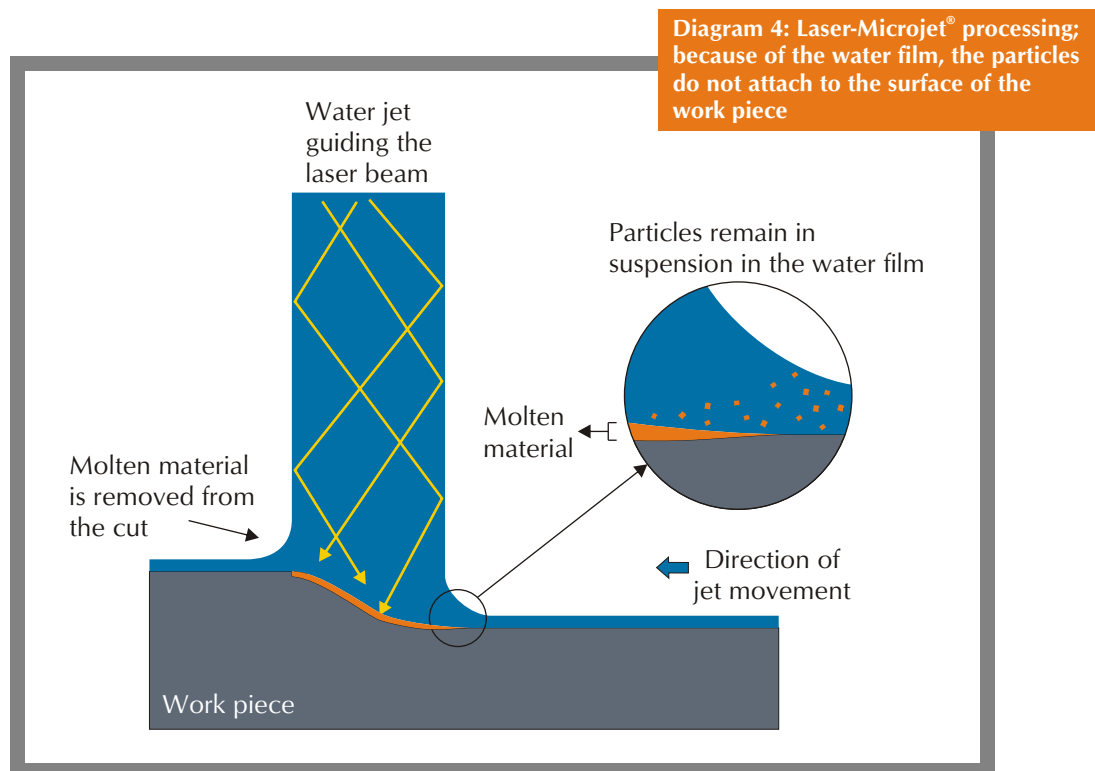 Diagram 4: Laser-Microjet® processing;
because of the water film, the particles
do not attach to the surface of the
work piece
Water jet
guiding the
laser beam
Particles remain in
suspension in the water film
Molten
material
Molten material
is removed from
the cut
Direction of
jet movement
Work piece